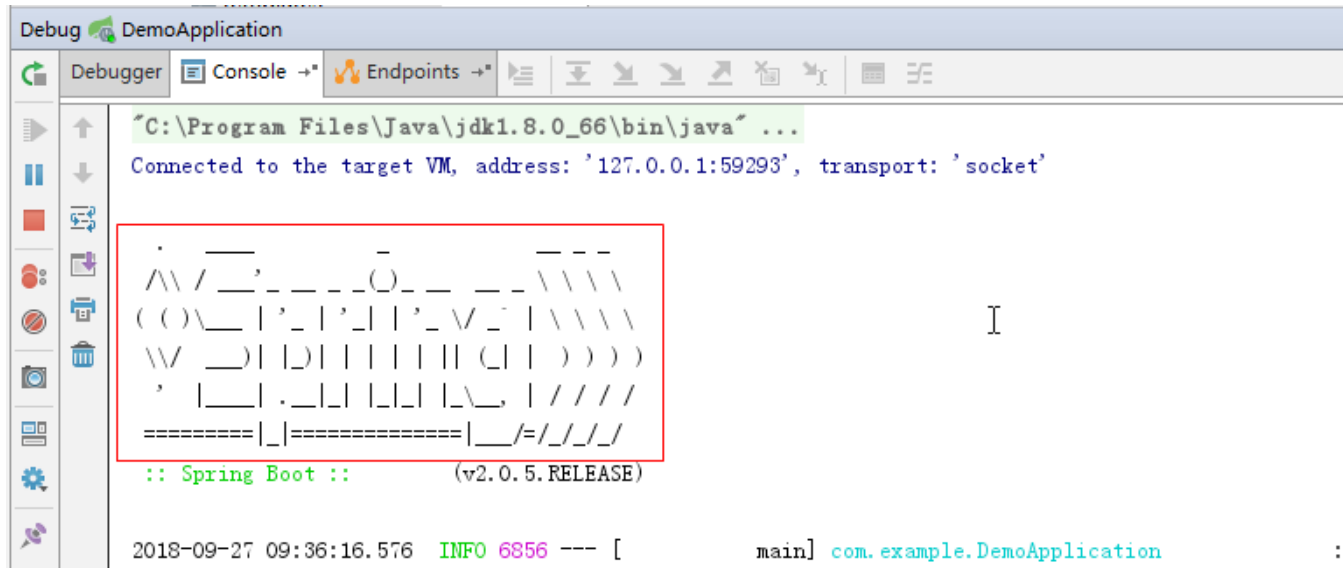 Debug DemoApplication
Debugger Console Endpoints
"C:\Program Files\Java\jdk1.8.0_66\bin\java" ...
Connected to the target VM, address: '127.0.0.1:59293', transport: 'socket'
  .   ____          _            __ _ _
 /\\ / ___'_ __ _ _(_)_ __  __ _ \ \ \ \
( ( )\___ | '_ | '_| | '_ \/ _` | \ \ \ \
 \\/  ___)| |_)| | | | | || (_| |  ) ) ) )
  '  |____| .__|_| |_|_| |_\__, | / / / /
 =========|_|==============|___/=/_/_/_/
 :: Spring Boot ::        (v2.0.5.RELEASE)
2018-09-27 09:36:16.576  INFO 6856 --- [           main] com.example.DemoApplication              :